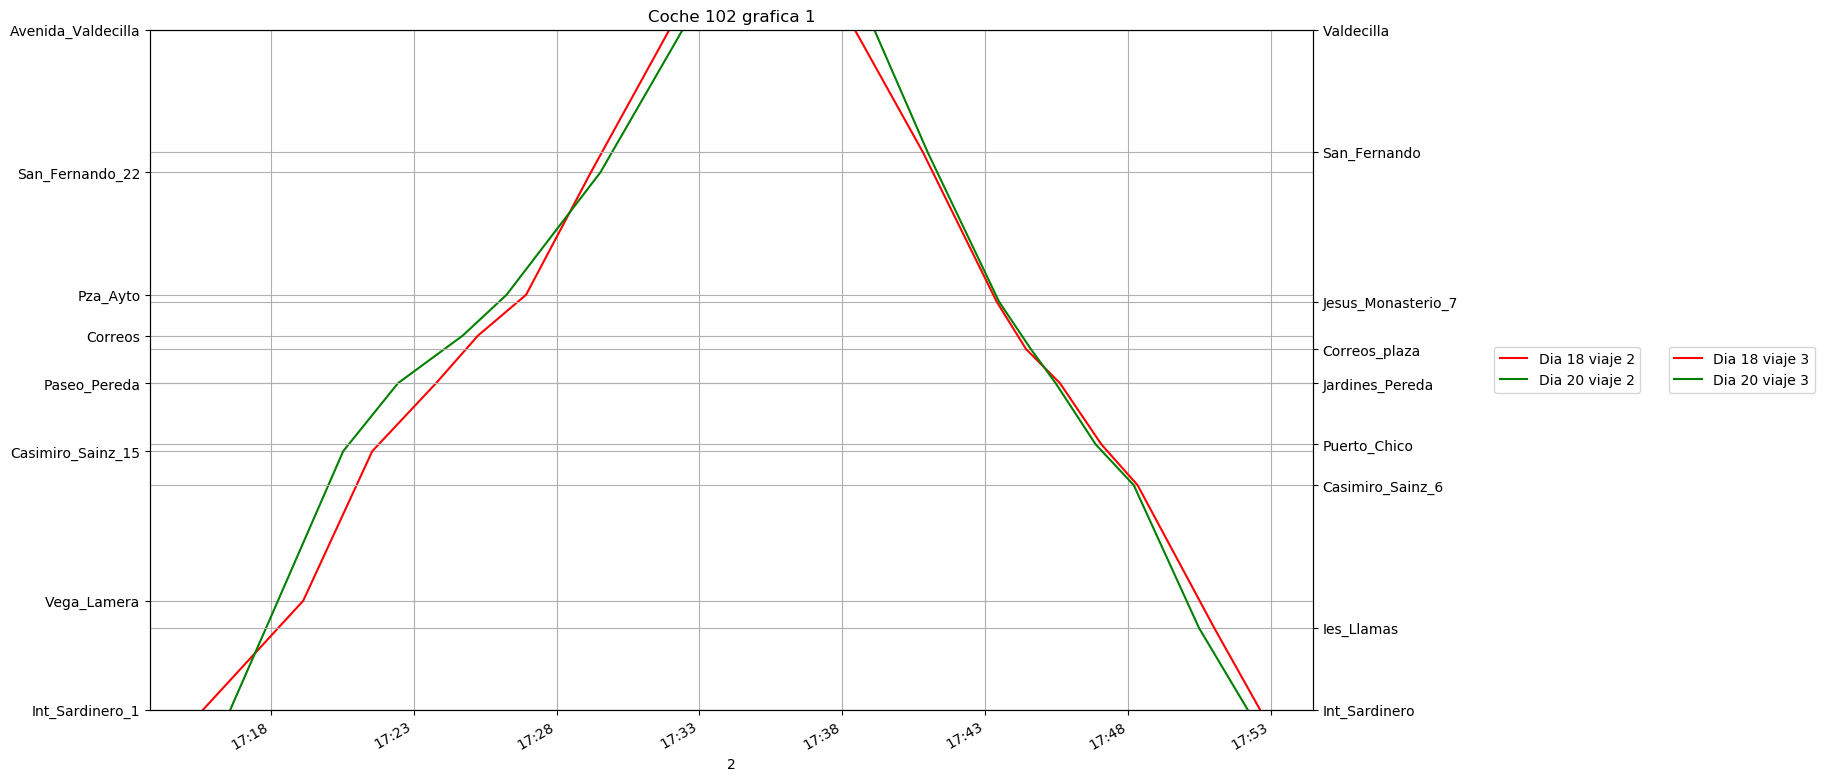 Coche 102 grafica 1
Avenida_Valdecilla
San_Fernando_22
Pza_Ayto
Correos
Paseo_Pereda
Casimiro_Sainz_15
Vega_Lamera
Int_Sardinero_1
Valdecilla
San_Fernando
Jesus_Monasterio_7
Correos_plaza
Jardines_Pereda
Puerto_Chico
Casimiro_Sainz_6
Ies_Llamas
Int_Sardinero
17:18
17:23
17:28
17:33
17:38
17:43
17:48
17:53
2
Dia 18 viaje 2
Dia 20 viaje 2
Dia 18 viaje 3
Dia 20 viaje 3